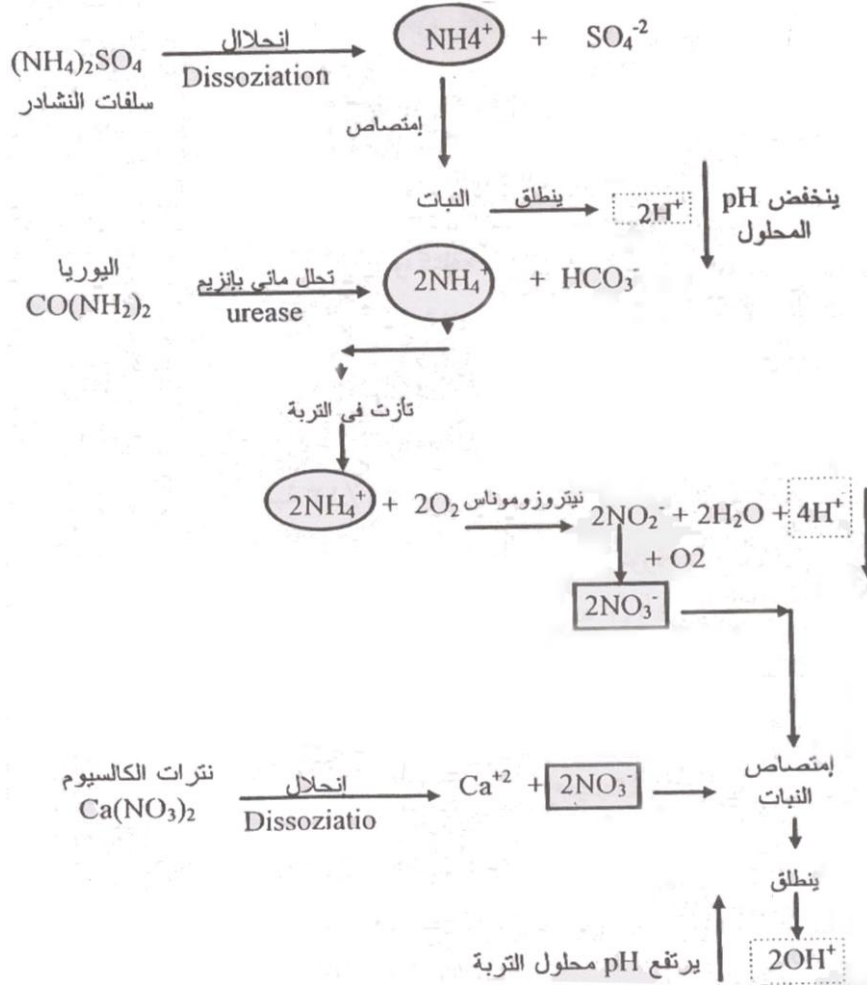 (NH₄)₂SO₄ إنحلاال NH4⁺ + SO₄⁻²
سلفات النشادر Dissoziation
إمتصاص
النبات ينطلق 2H⁺ ينخفض pH
المحلول
اليوريا تحلل مائي بإنزيم 2NH₄⁺ + HCO₃⁻
CO(NH₂)₂ urease
تأزت في التربة
2NH₄⁺ + 2O₂ نيتروزوموناس 2NO₂⁻ + 2H₂O + 4H⁺
+ O2
2NO₃⁻
نترات الكالسيوم إنحلال Ca⁺² + 2NO₃⁻ إمتصاص
Ca(NO₃)₂ Dissoziatio النبات
ينطلق
يرتفع pH محلول التربة 2OH⁺